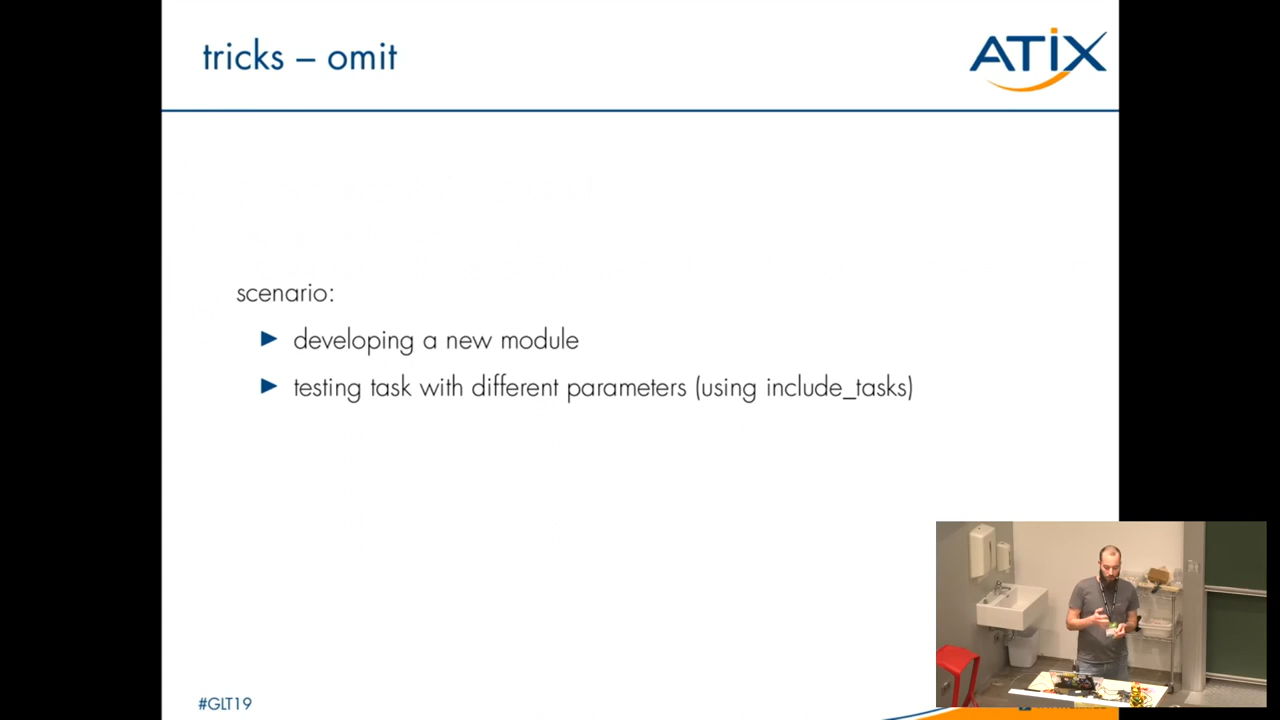 tricks – omit
ATIX
scenario:
developing a new module
testing task with different parameters (using include_tasks)
#GLT19